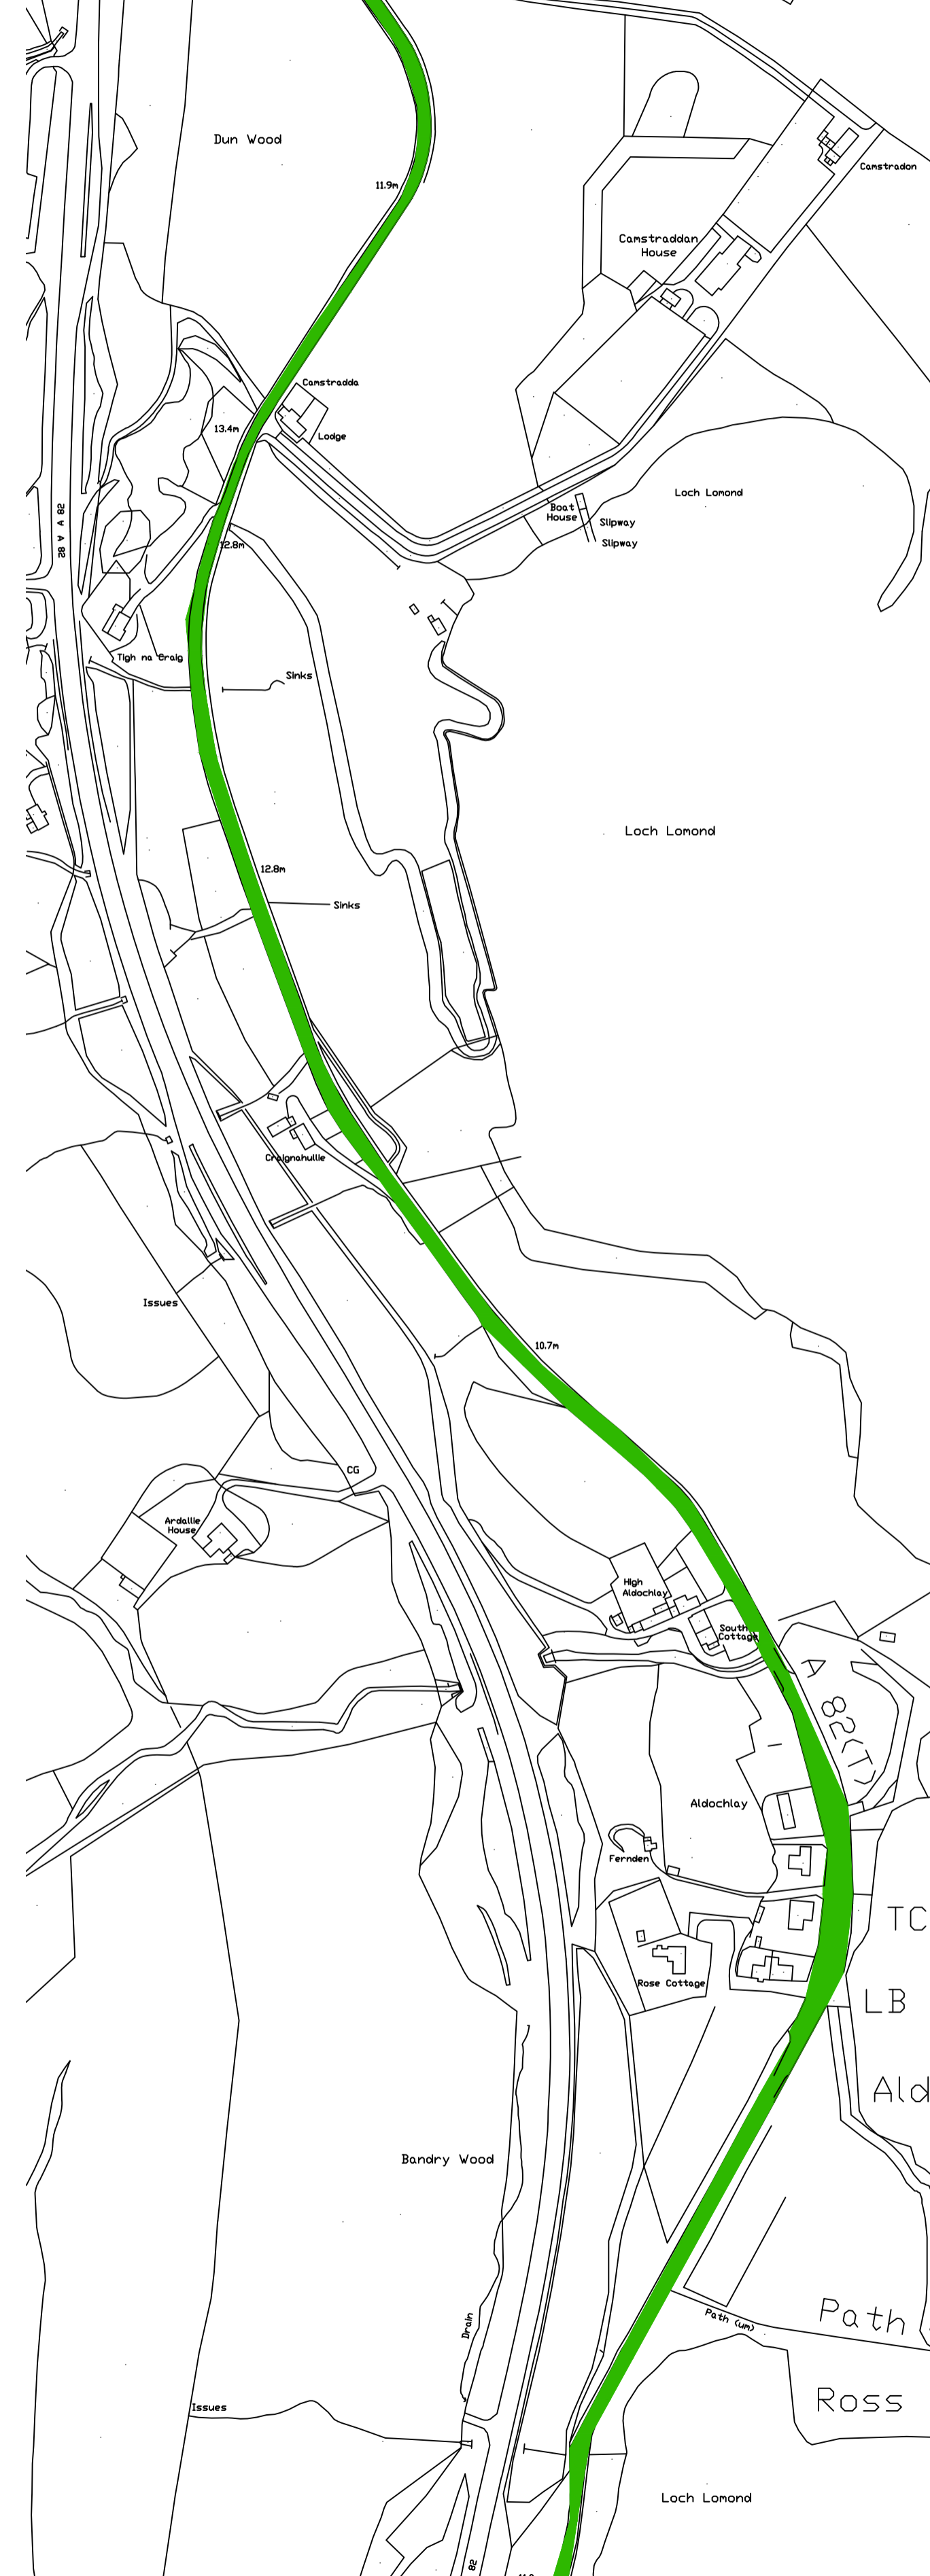 Dun Wood
Camstradon
11.9m
Camstraddan
House
Camstradda
13.4m
Lodge
Loch Lomond
Boat
House
Slipway
Slipway
A 82
A 82
12.8m
Tigh na Craig
Sinks
Loch Lomond
12.8m
Sinks
Craignahullie
Issues
10.7m
CG
Ardallie
House
High
Aldochlay
South
Cottage
A
82(T)
Aldochlay
Fernden
TC
Rose Cottage
LB
Ald
Bandry Wood
Path
Path (um)
Drain
Ross
Issues
Loch Lomond
82